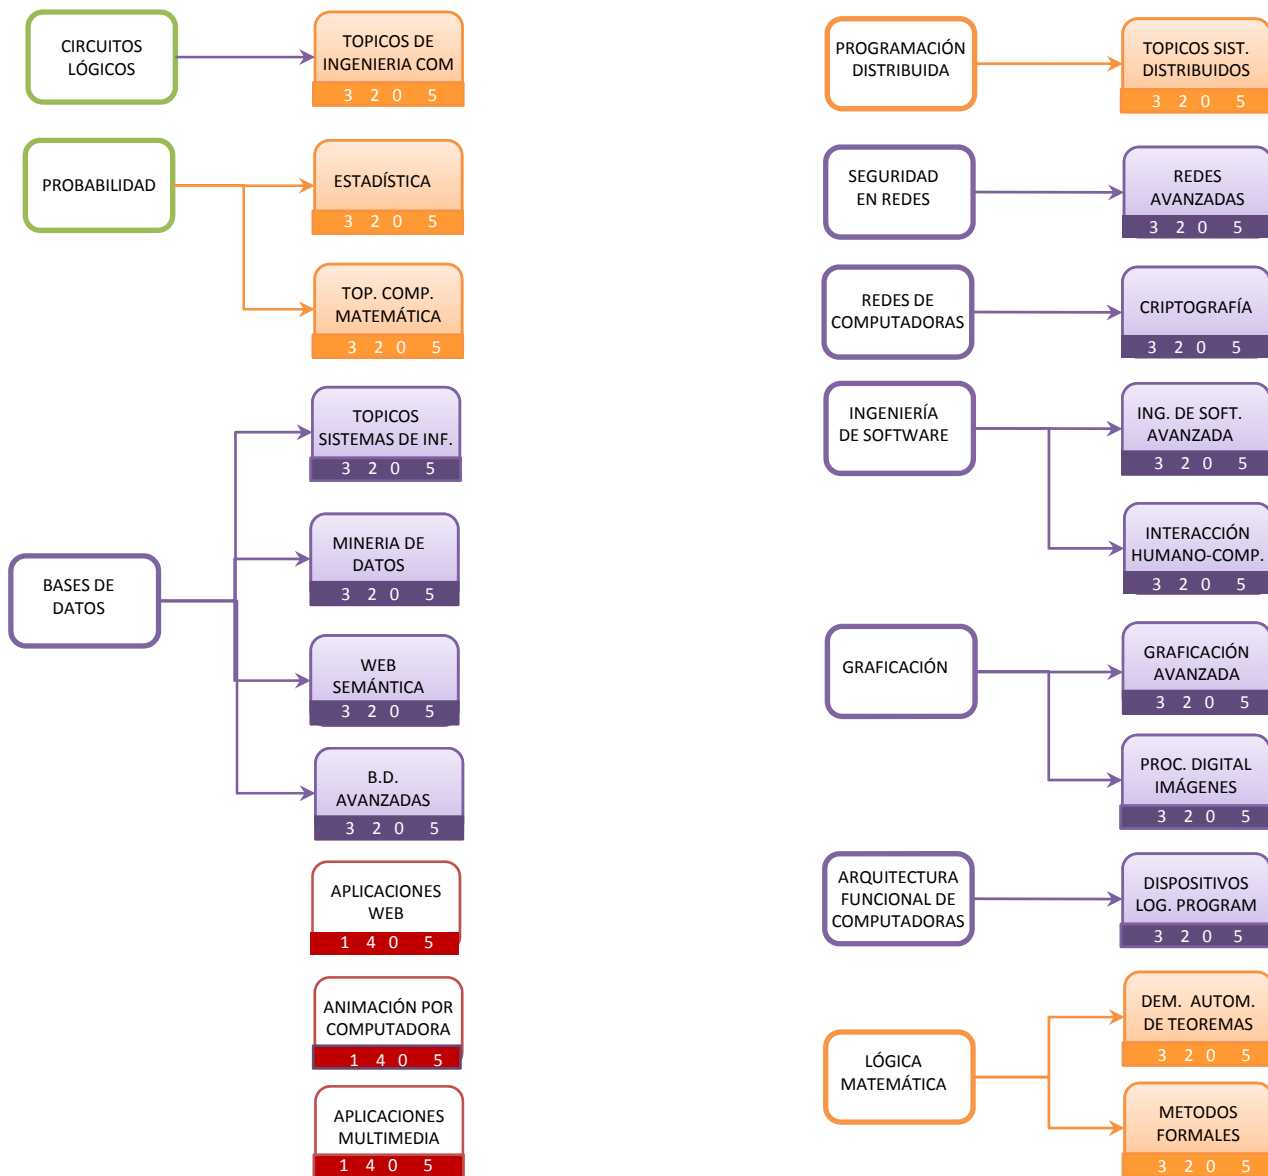 CIRCUITOS
LÓGICOS
TOPICOS DE
INGENIERIA COM
3 2 0 5
PROBABILIDAD
ESTADÍSTICA
3 2 0 5
TOP. COMP.
MATEMÁTICA
3 2 0 5
TOPICOS
SISTEMAS DE INF.
3 2 0 5
BASES DE
DATOS
MINERIA DE
DATOS
3 2 0 5
WEB
SEMÁNTICA
3 2 0 5
B.D.
AVANZADAS
3 2 0 5
APLICACIONES
WEB
1 4 0 5
ANIMACIÓN POR
COMPUTADORA
1 4 0 5
APLICACIONES
MULTIMEDIA
1 4 0 5
PROGRAMACIÓN
DISTRIBUIDA
TOPICOS SIST.
DISTRIBUIDOS
3 2 0 5
SEGURIDAD
EN REDES
REDES
AVANZADAS
3 2 0 5
REDES DE
COMPUTADORAS
CRIPTOGRAFÍA
3 2 0 5
INGENIERÍA
DE SOFTWARE
ING. DE SOFT.
AVANZADA
3 2 0 5
INTERACCIÓN
HUMANO-COMP.
3 2 0 5
GRAFICACIÓN
GRAFICACIÓN
AVANZADA
3 2 0 5
PROC. DIGITAL
IMÁGENES
3 2 0 5
ARQUITECTURA
FUNCIONAL DE
COMPUTADORAS
DISPOSITIVOS
LOG. PROGRAM
3 2 0 5
LÓGICA
MATEMÁTICA
DEM. AUTOM.
DE TEOREMAS
3 2 0 5
METODOS
FORMALES
3 2 0 5